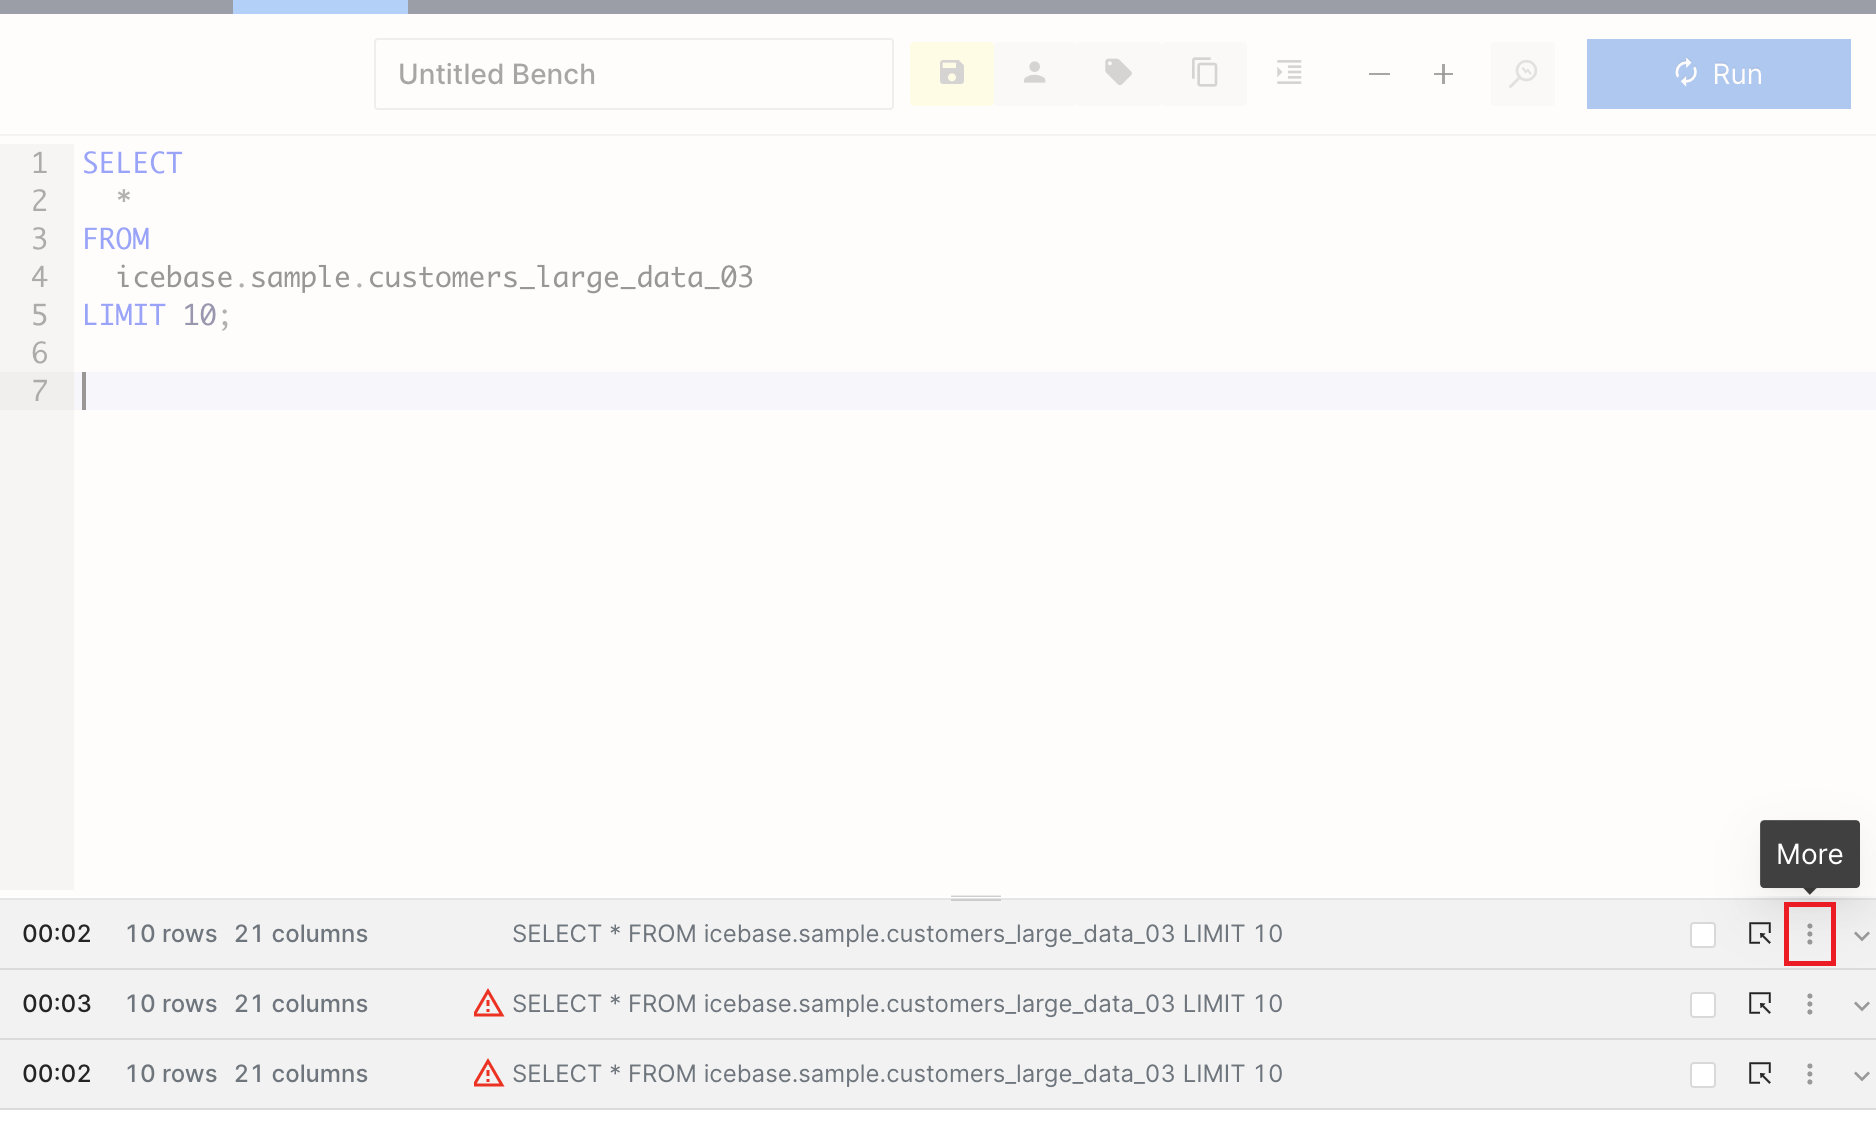 Untitled Bench
Run
1 SELECT
2 *
3 FROM
4 icebase.sample.customers_large_data_03
5 LIMIT 10;
6
7
More
00:02 10 rows 21 columns SELECT * FROM icebase.sample.customers_large_data_03 LIMIT 10
00:03 10 rows 21 columns SELECT * FROM icebase.sample.customers_large_data_03 LIMIT 10
00:02 10 rows 21 columns SELECT * FROM icebase.sample.customers_large_data_03 LIMIT 10